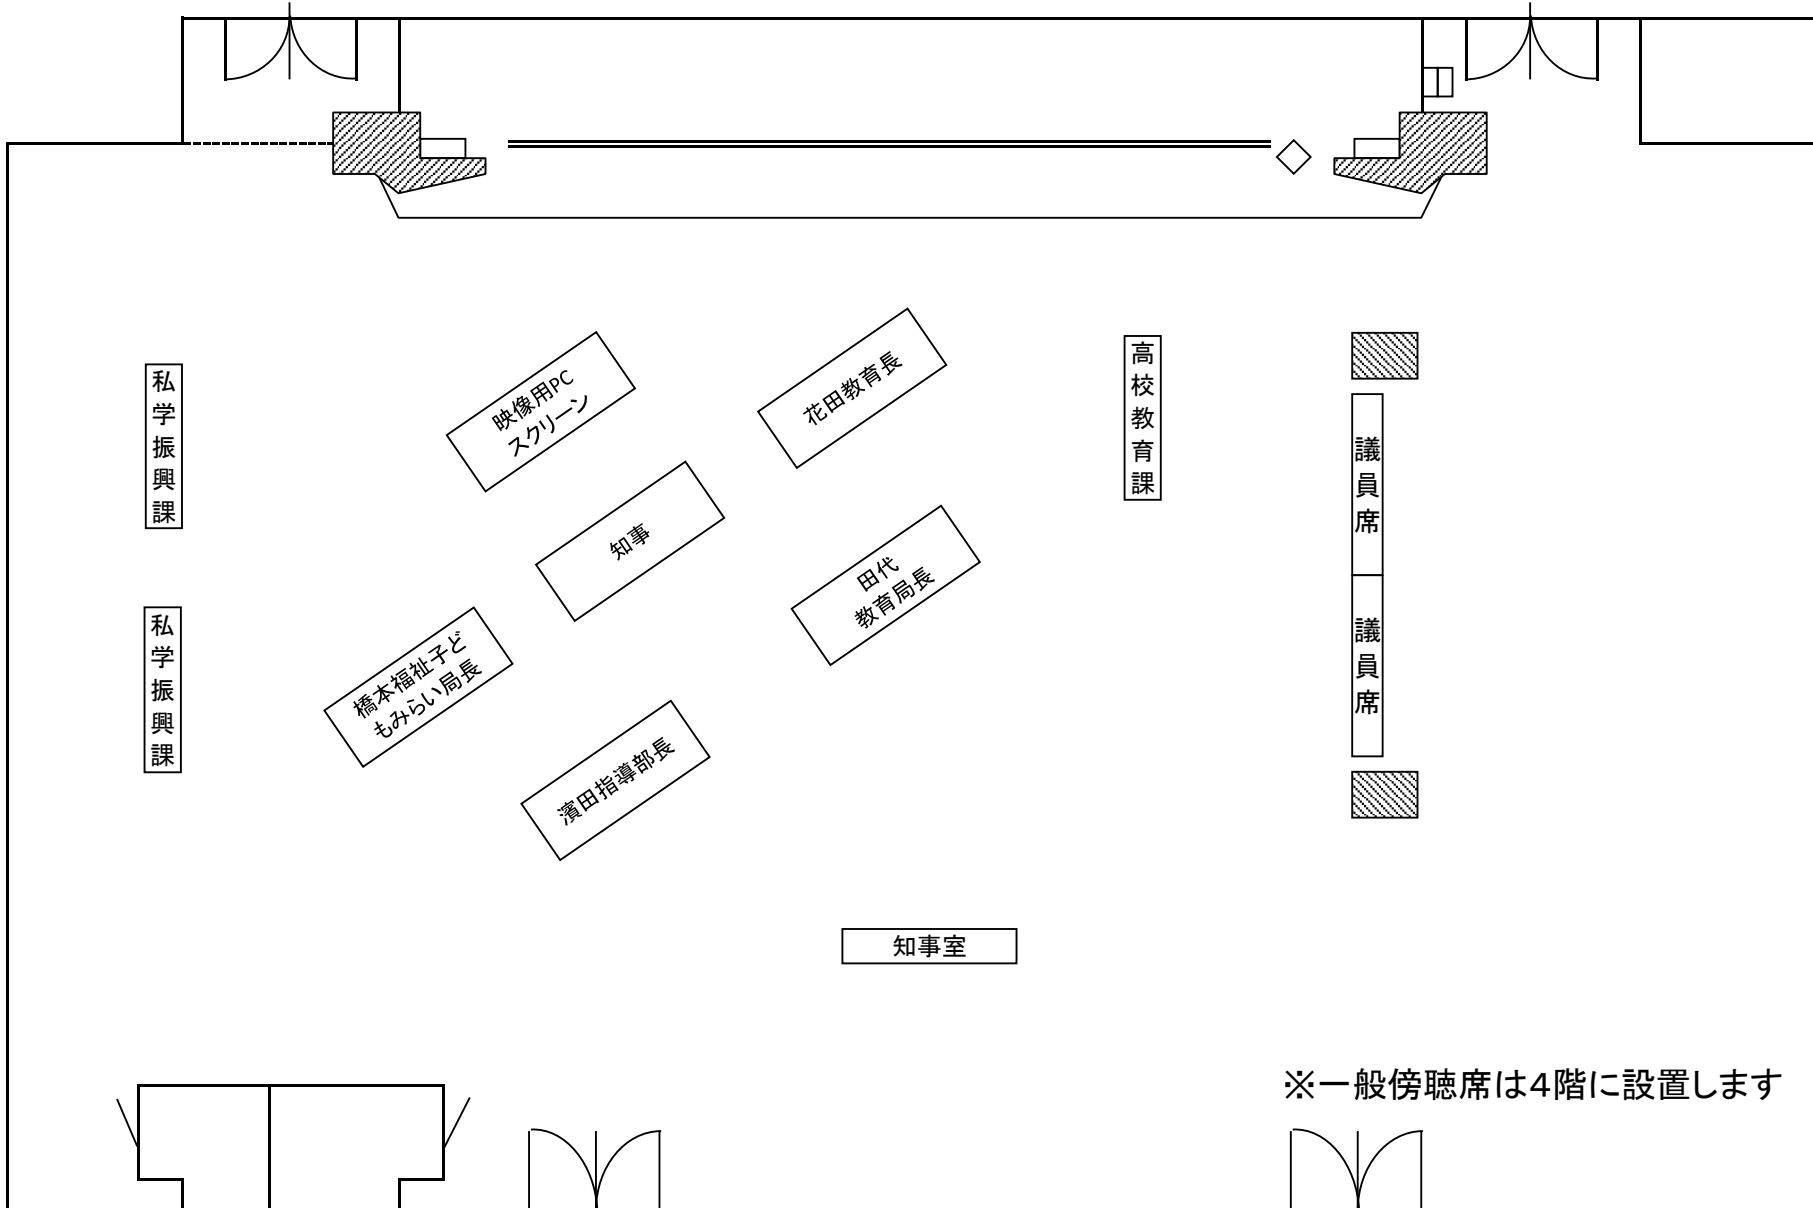 私学振興課
映像用PC
スクリーン
花田教育長
高校教育課
議員席
知事
田代
教育局長
私学振興課
橋本福祉子ど
もみらい局長
議員席
濱田指導部長
知事室
※一般傍聴席は4階に設置します